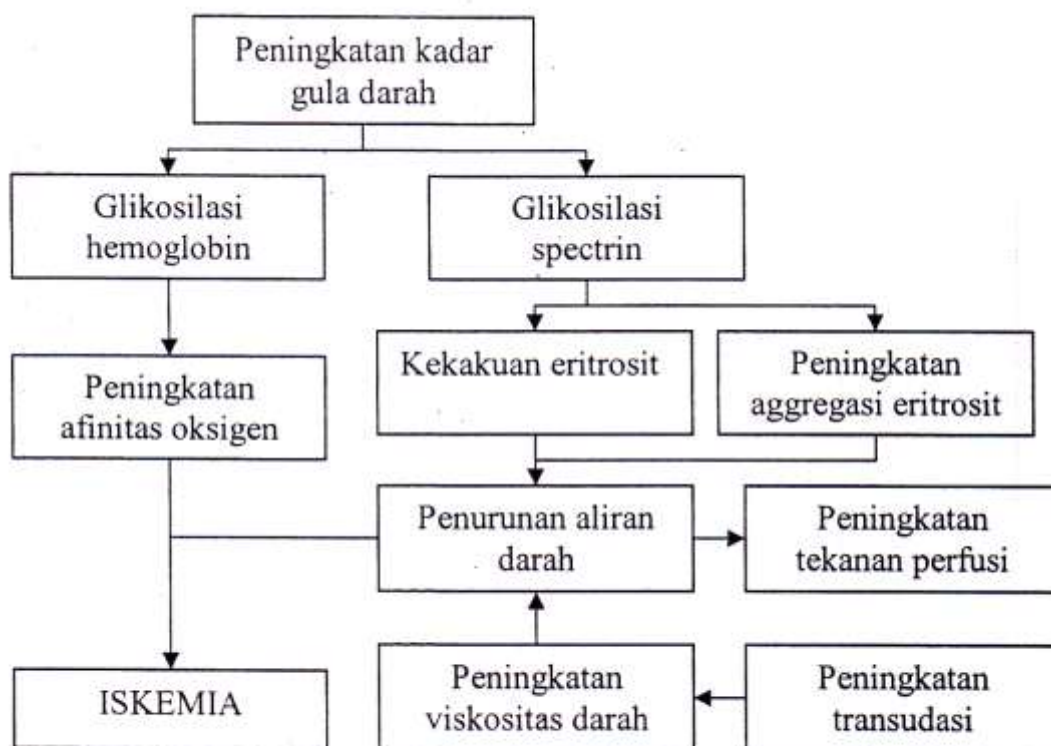 Peningkatan kadar
gula darah
Glikosilasi
hemoglobin
Glikosilasi
spectrin
Peningkatan
afinitas oksigen
Kekakuan eritrosit
Peningkatan
aggregasi eritrosit
Penurunan aliran
darah
Peningkatan
tekanan perfusi
ISKEMIA
Peningkatan
viskositas darah
Peningkatan
transudasi